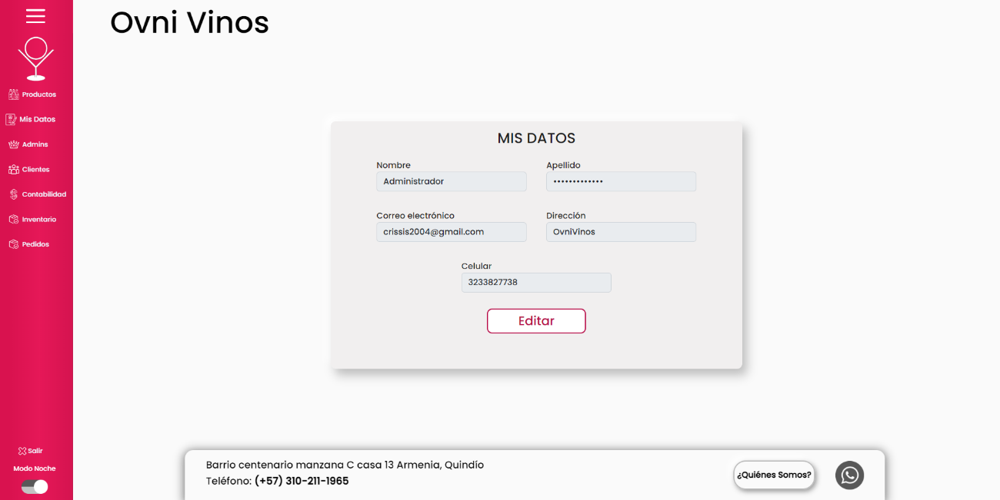 Ovni Vinos
Productos
Mis Datos
Admins
Clientes
Contabilidad
Inventario
Pedidos
Salir
Modo Noche
MIS DATOS
Nombre
Apellido
Administrador
•••••••••••••
Correo electrónico
Dirección
crissis2004@gmail.com
OvniVinos
Celular
3233827738
Editar
Barrio centenario manzana C casa 13 Armenia, Quindío
Teléfono: (+57) 310-211-1965
¿Quiénes Somos?